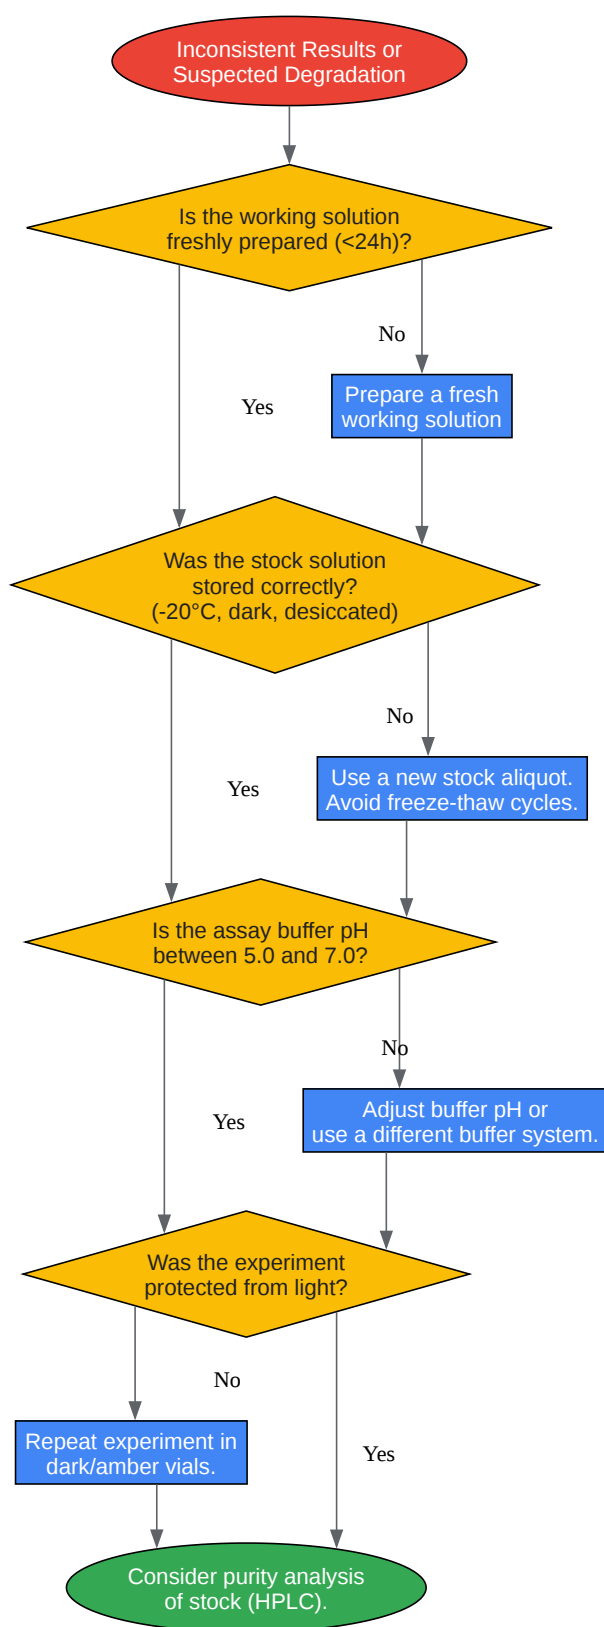 Inconsistent Results or
Suspected Degradation
Is the working solution
freshly prepared (<24h)?
No
Prepare a fresh
working solution
Yes
Was the stock solution
stored correctly?
(-20°C, dark, desiccated)
No
Use a new stock aliquot.
Avoid freeze-thaw cycles.
Yes
Is the assay buffer pH
between 5.0 and 7.0?
No
Adjust buffer pH or
use a different buffer system.
Yes
Was the experiment
protected from light?
No
Repeat experiment in
dark/amber vials.
Yes
Consider purity analysis
of stock (HPLC).